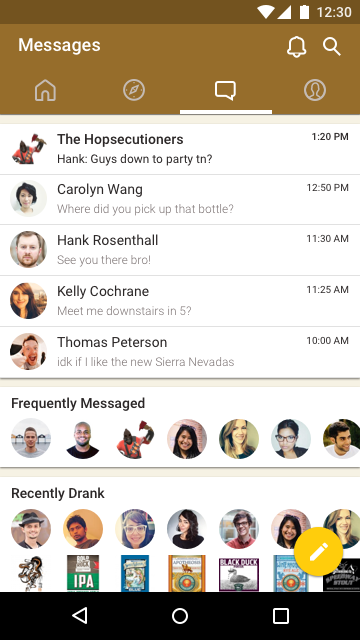 12:30
Messages
The Hopsecutioners
1:20 PM
Hank: Guys down to party tn?
Carolyn Wang
12:50 PM
Where did you pick up that bottle?
Hank Rosenthall
11:30 AM
See you there bro!
Kelly Cochrane
11:25 AM
Meet me downstairs in 5?
Thomas Peterson
10:00 AM
idk if I like the new Sierra Nevadas
Frequently Messaged
Recently Drank
IPA
APOTHEOSIS
BLACK DUCK
SPEEDWAY
STOUT